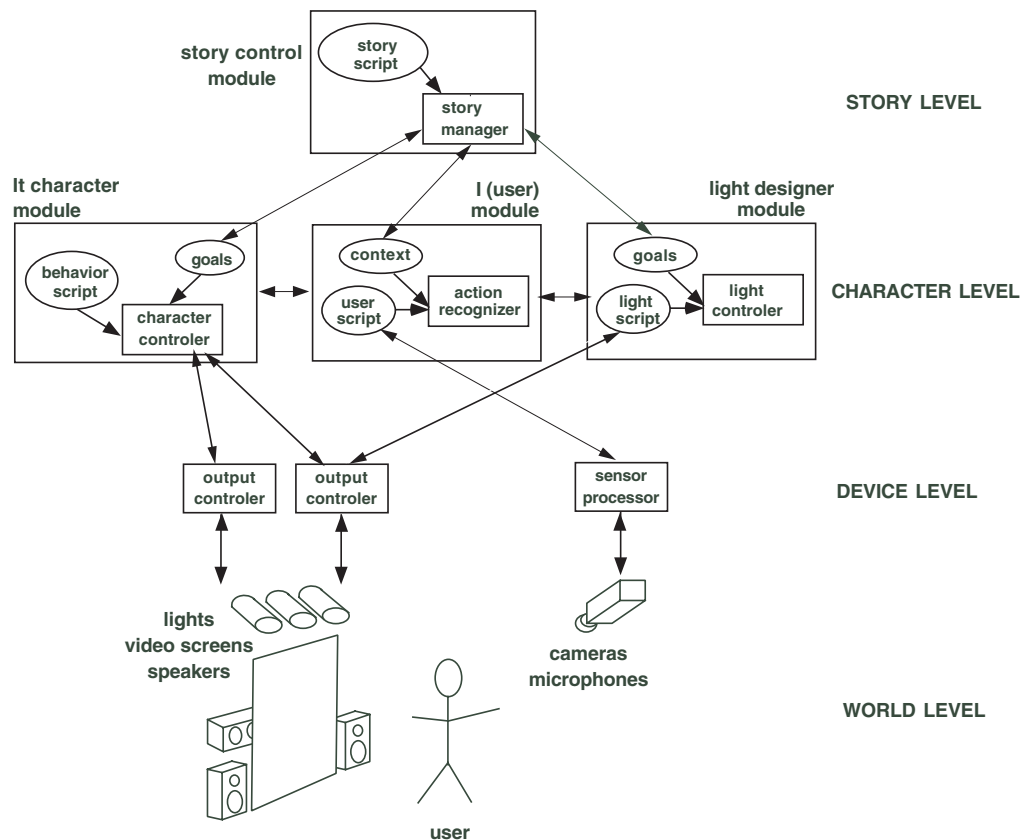 story control
module
story
script
story
manager
STORY LEVEL
It character
module
behavior
script
goals
character
controler
I (user)
module
context
user
script
action
recognizer
light designer
module
goals
light
script
light
controler
CHARACTER LEVEL
output
controler
output
controler
sensor
processor
DEVICE LEVEL
lights
video screens
speakers
cameras
microphones
WORLD LEVEL
user